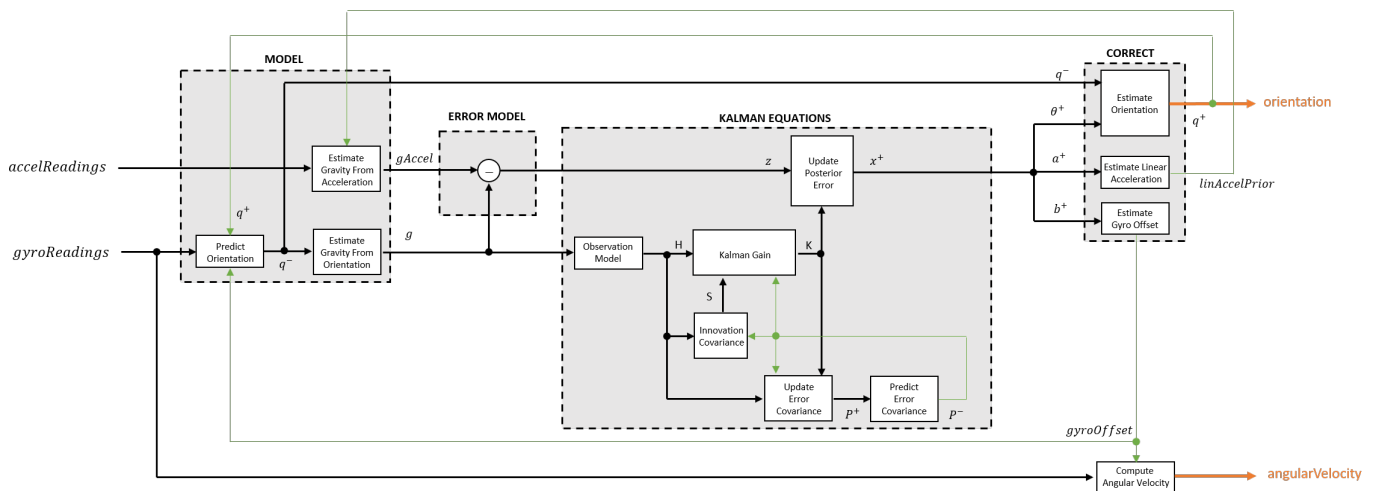 MODEL
CORRECT
q⁻
Estimate
Orientation
orientation
θ⁺
q⁺
ERROR MODEL
KALMAN EQUATIONS
accelReadings
Estimate
Gravity From
Acceleration
gAccel
−
z
Update
Posterior
Error
x⁺
a⁺
Estimate Linear
Acceleration
linAccelPrior
q⁺
b⁺
Estimate
Gyro Offset
gyroReadings
Predict
Orientation
q⁻
Estimate
Gravity From
Orientation
g
Observation
Model
H
Kalman Gain
K
S
Innovation
Covariance
Update
Error
Covariance
P⁺
Predict
Error
Covariance
P⁻
gyroOffset
Compute
Angular Velocity
angularVelocity